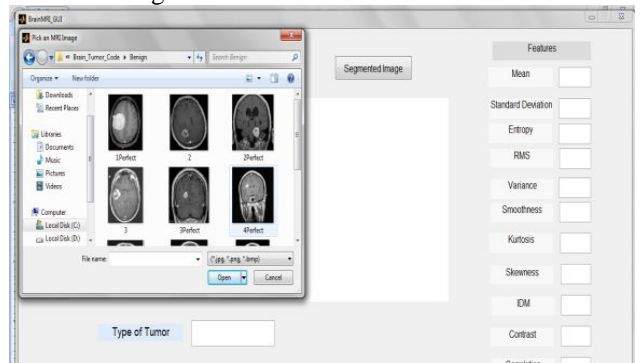 BrainMRI_GUI
Pick an MRI Image
« Brain_Tumor_Code ▸ Benign
Search Benign
Organize
New folder
Downloads
Recent Places
Libraries
Documents
Music
Pictures
Videos
Computer
Local Disk (C:)
Local Disk (D:)
1Perfect
2
2Perfect
3
3Perfect
4Perfect
File name:
(*.jpg, *.png, *.bmp)
Open
Cancel
Segmented Image
Type of Tumor
Features
Mean
Standard Deviation
Entropy
RMS
Variance
Smoothness
Kurtosis
Skewness
IDM
Contrast